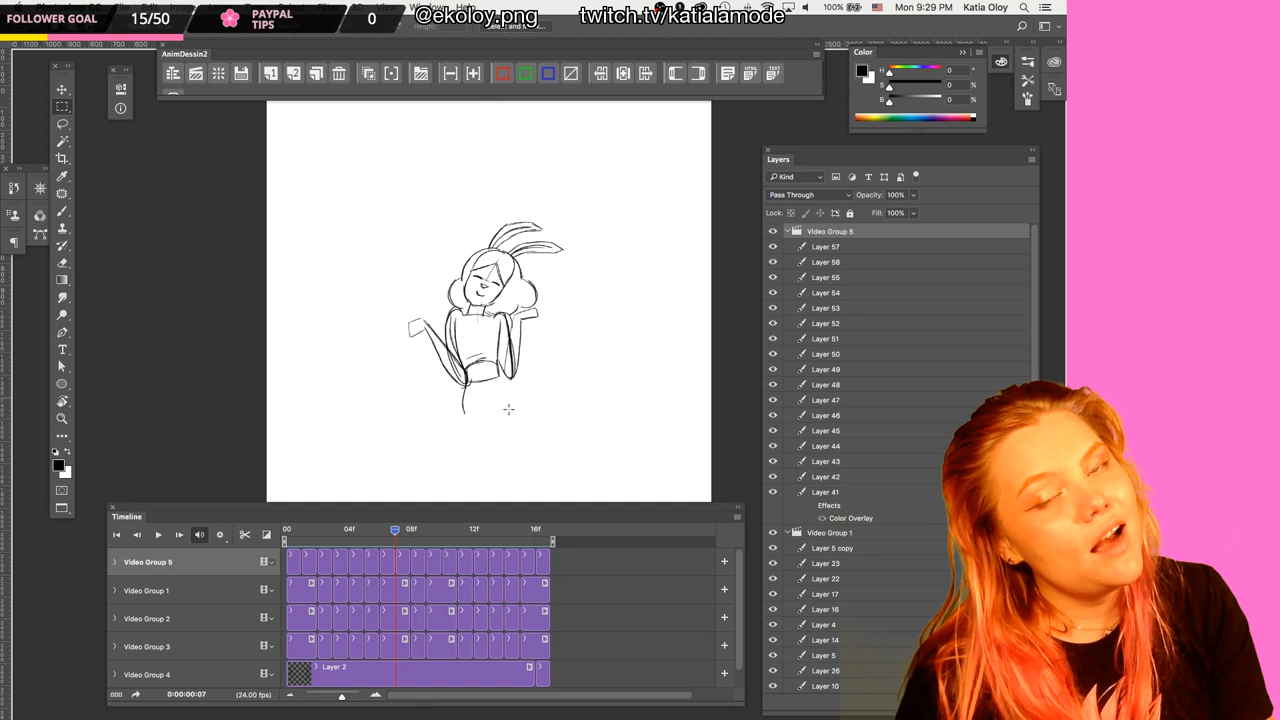 FOLLOWER GOAL 15/50
PAYPAL TIPS 0
@ekoloy.png
twitch.tv/katialamode
100% Mon 9:29 PM Katia Oloy
AnimDessin2
Color
H 0 °
S 0 %
B 0 %
Layers
Kind
Pass Through Opacity: 100%
Lock: Fill: 100%
Video Group 5
Layer 57
Layer 56
Layer 55
Layer 54
Layer 53
Layer 52
Layer 51
Layer 50
Layer 49
Layer 48
Layer 47
Layer 46
Layer 45
Layer 44
Layer 43
Layer 42
Layer 41
Effects
Color Overlay
Video Group 1
Layer 5 copy
Layer 23
Layer 22
Layer 17
Layer 16
Layer 4
Layer 14
Layer 5
Layer 26
Layer 10
Timeline
00 04f 08f 12f 16f
Video Group 5
Video Group 1
Video Group 2
Video Group 3
Video Group 4
Layer 2
0:00:00:07 (24.00 fps)